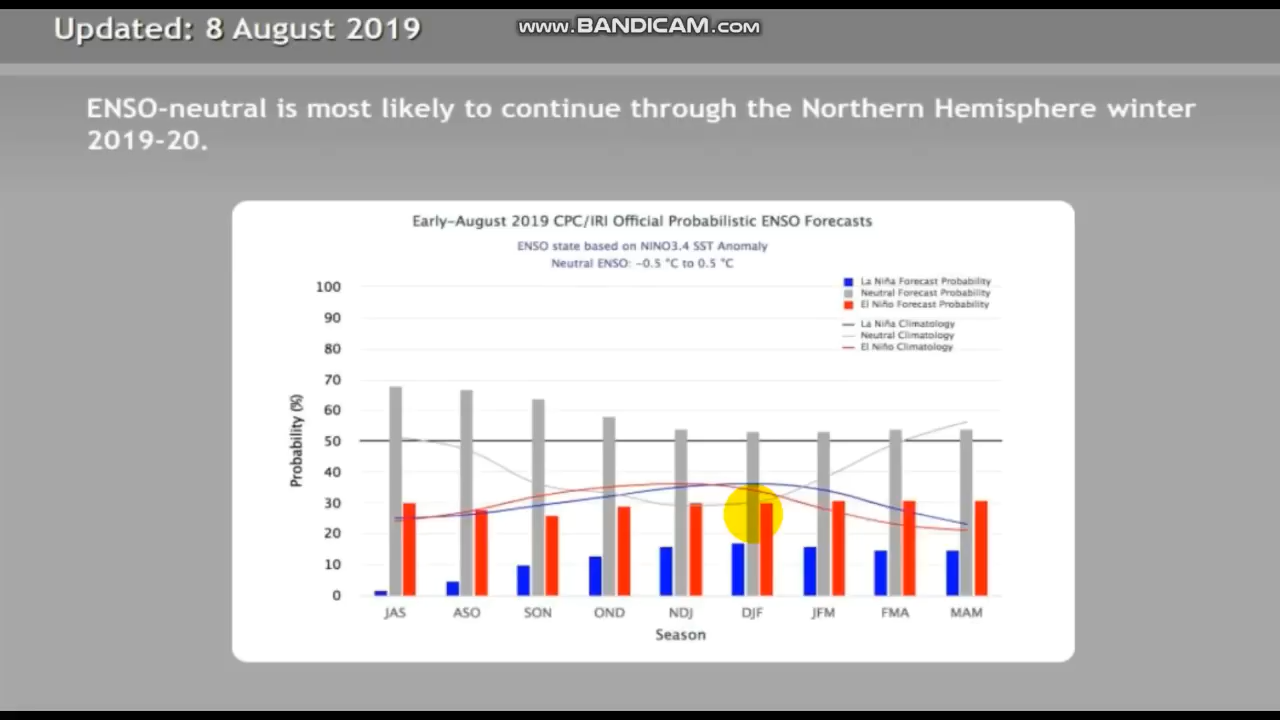 Updated: 8 August 2019
www.BANDICAM.com
ENSO-neutral is most likely to continue through the Northern Hemisphere winter
2019-20.
Early-August 2019 CPC/IRI Official Probabilistic ENSO Forecasts
ENSO state based on NINO3.4 SST Anomaly
Neutral ENSO: -0.5 °C to 0.5 °C
La Niña Forecast Probability
Neutral Forecast Probability
El Niño Forecast Probability
La Niña Climatology
Neutral Climatology
El Niño Climatology
Probability (%)
100
90
80
70
60
50
40
30
20
10
0
JAS ASO SON OND NDJ DJF JFM FMA MAM
Season